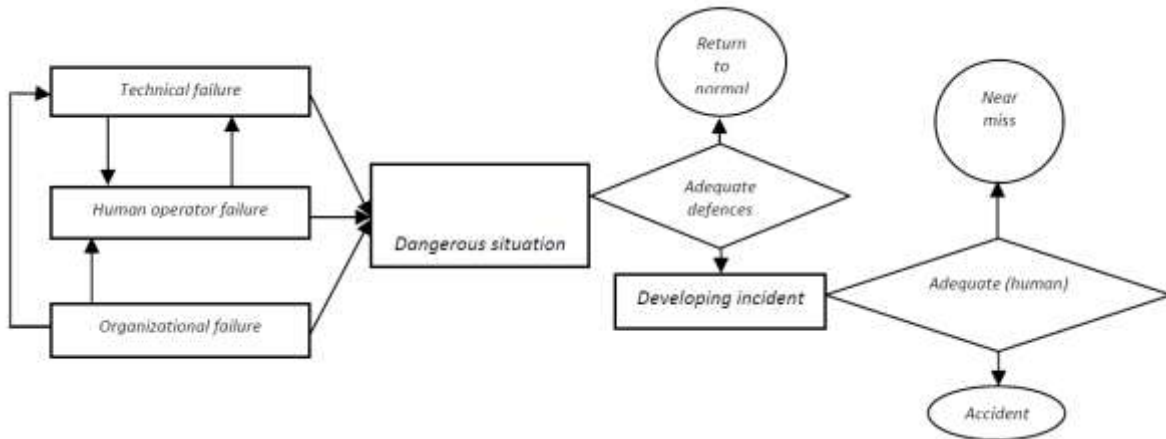 Return
to
normal
Technical failure
Near
miss
Human operator failure
Adequate
defences
Dangerous situation
Developing incident
Adequate (human)
Organizational failure
Accident